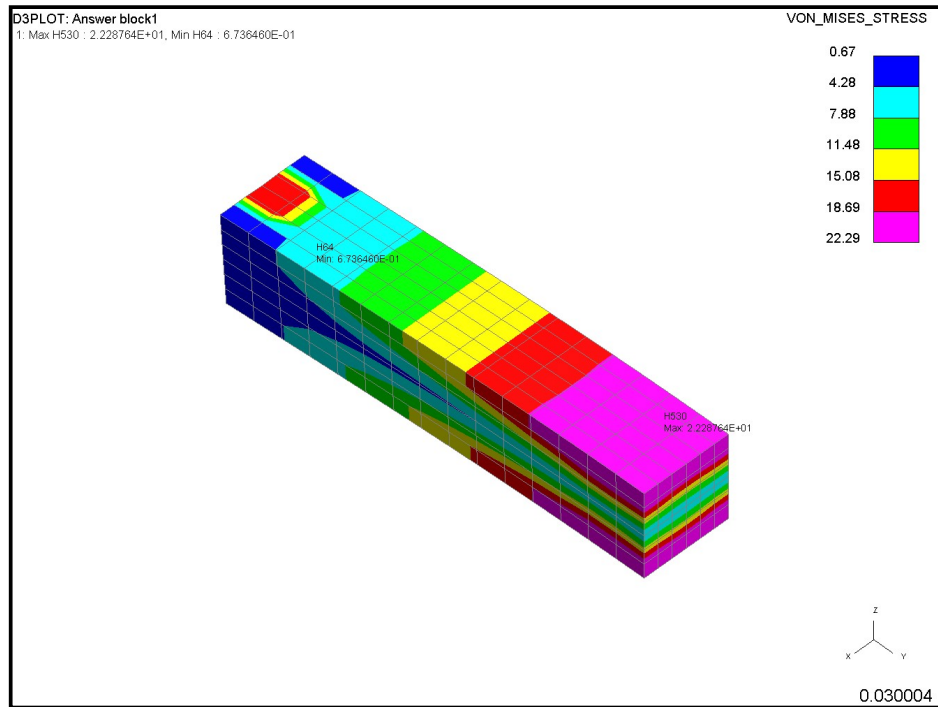 D3PLOT: Answer block1
1: Max H530 : 2.228764E+01, Min H64 : 6.736460E-01
VON_MISES_STRESS
0.67
4.28
7.88
11.48
15.08
18.69
22.29
H64
Min: 6.736460E-01
H530
Max: 2.228764E+01
Z
X
Y
0.030004